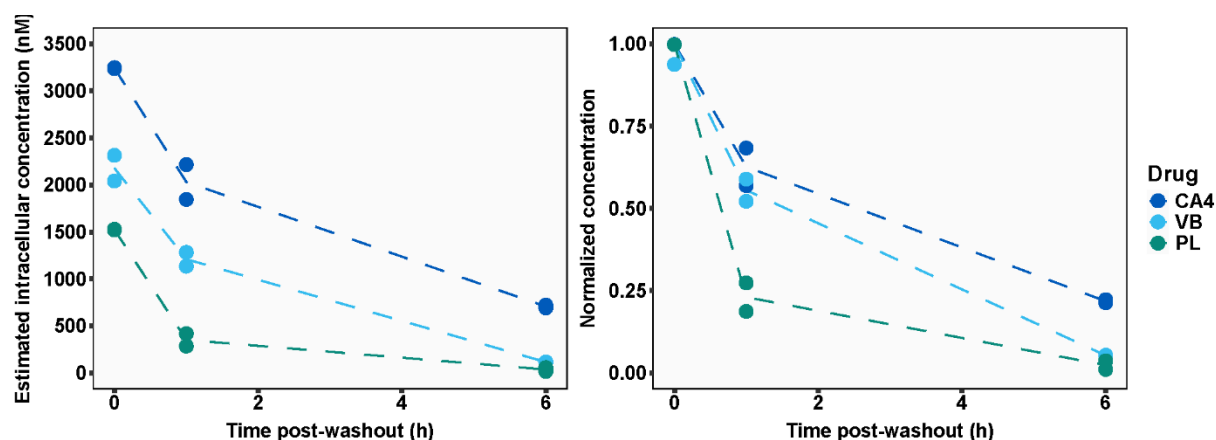 Estimated intracellular concentration (nM)
3500
3000
2500
2000
1500
1000
500
0
0
2
4
6
Time post-washout (h)
Normalized concentration
1.00
0.75
0.50
0.25
0.00
0
2
4
6
Time post-washout (h)
Drug
CA4
VB
PL